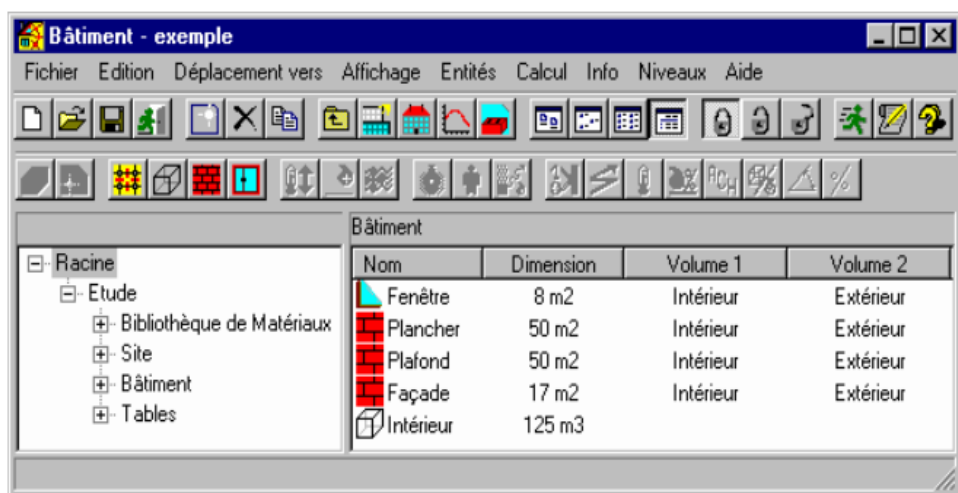 Bâtiment - exemple
Fichier Edition Déplacement vers Affichage Entités Calcul Info Niveaux Aide
ACH
%
Bâtiment
Racine
Etude
Bibliothèque de Matériaux
Site
Bâtiment
Tables
Nom Dimension Volume 1 Volume 2
Fenêtre 8 m2 Intérieur Extérieur
Plancher 50 m2 Intérieur Extérieur
Plafond 50 m2 Intérieur Extérieur
Façade 17 m2 Intérieur Extérieur
Intérieur 125 m3